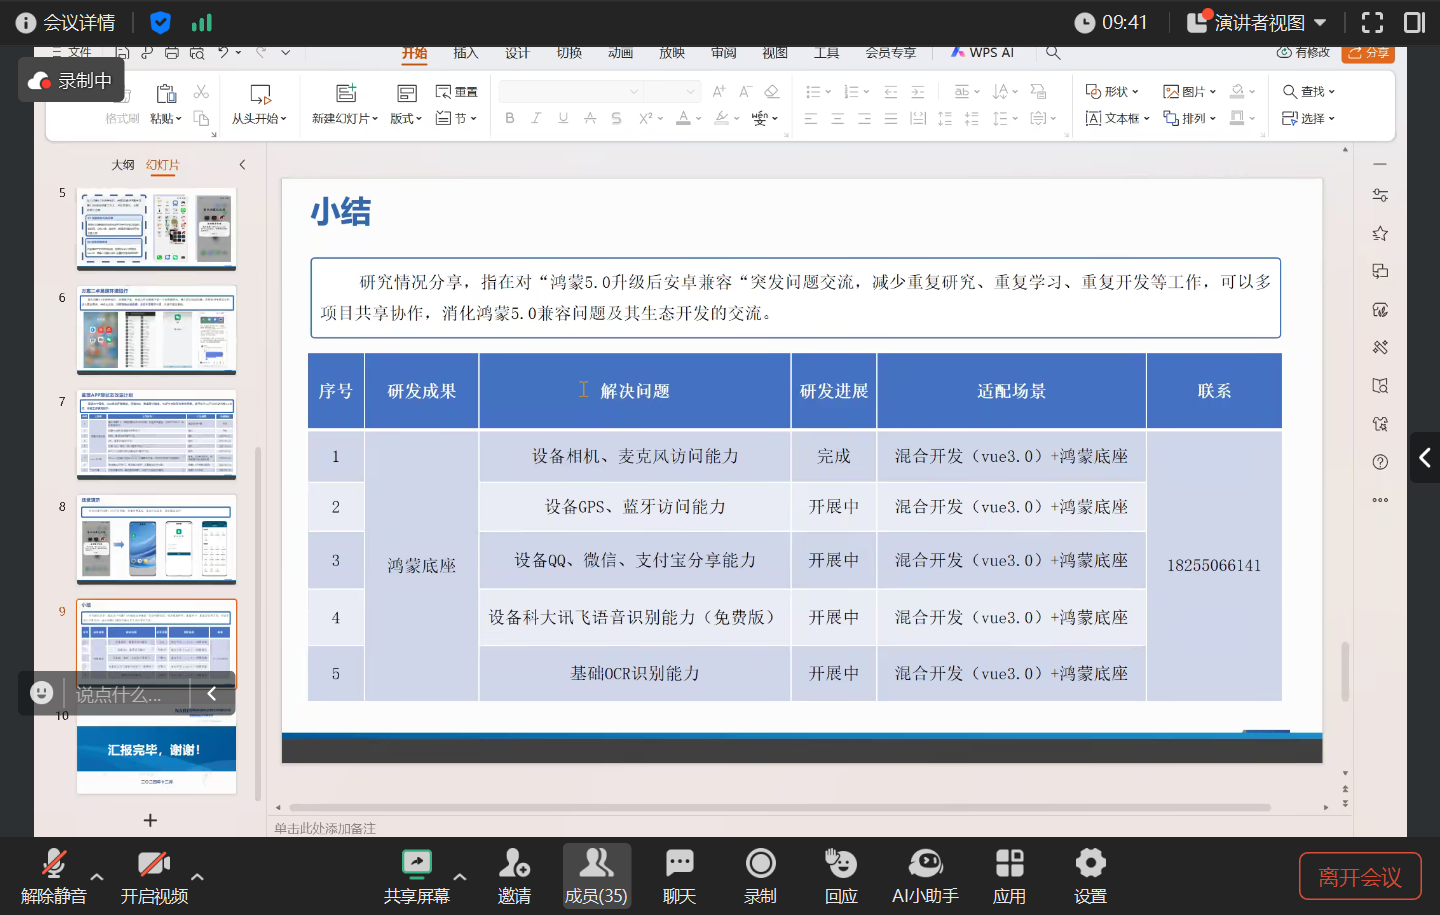 会议详情
09:41
演讲者视图
录制中
文件
开始
插入
设计
切换
动画
放映
审阅
视图
工具
会员专享
WPS AI
有修改
分享
格式刷
粘贴
从头开始
新建幻灯片
版式
重置
节
形状
图片
查找
文本框
排列
选择
大纲
幻灯片
5
6
7
8
9
小结
10
汇报完毕，谢谢！
二〇二四年十二月
小结
研究情况分享，指在对“鸿蒙5.0升级后安卓兼容“突发问题交流，减少重复研究、重复学习、重复开发等工作，可以多
项目共享协作，消化鸿蒙5.0兼容问题及其生态开发的交流。
序号 研发成果 解决问题 研发进展 适配场景 联系
1 设备相机、麦克风访问能力 完成 混合开发（vue3.0）+鸿蒙底座
2 设备GPS、蓝牙访问能力 开展中 混合开发（vue3.0）+鸿蒙底座
3 鸿蒙底座 设备QQ、微信、支付宝分享能力 开展中 混合开发（vue3.0）+鸿蒙底座 18255066141
4 设备科大讯飞语音识别能力（免费版） 开展中 混合开发（vue3.0）+鸿蒙底座
5 基础OCR识别能力 开展中 混合开发（vue3.0）+鸿蒙底座
说点什么...
单击此处添加备注
解除静音
开启视频
共享屏幕
邀请
成员(35)
聊天
录制
回应
AI小助手
应用
设置
离开会议